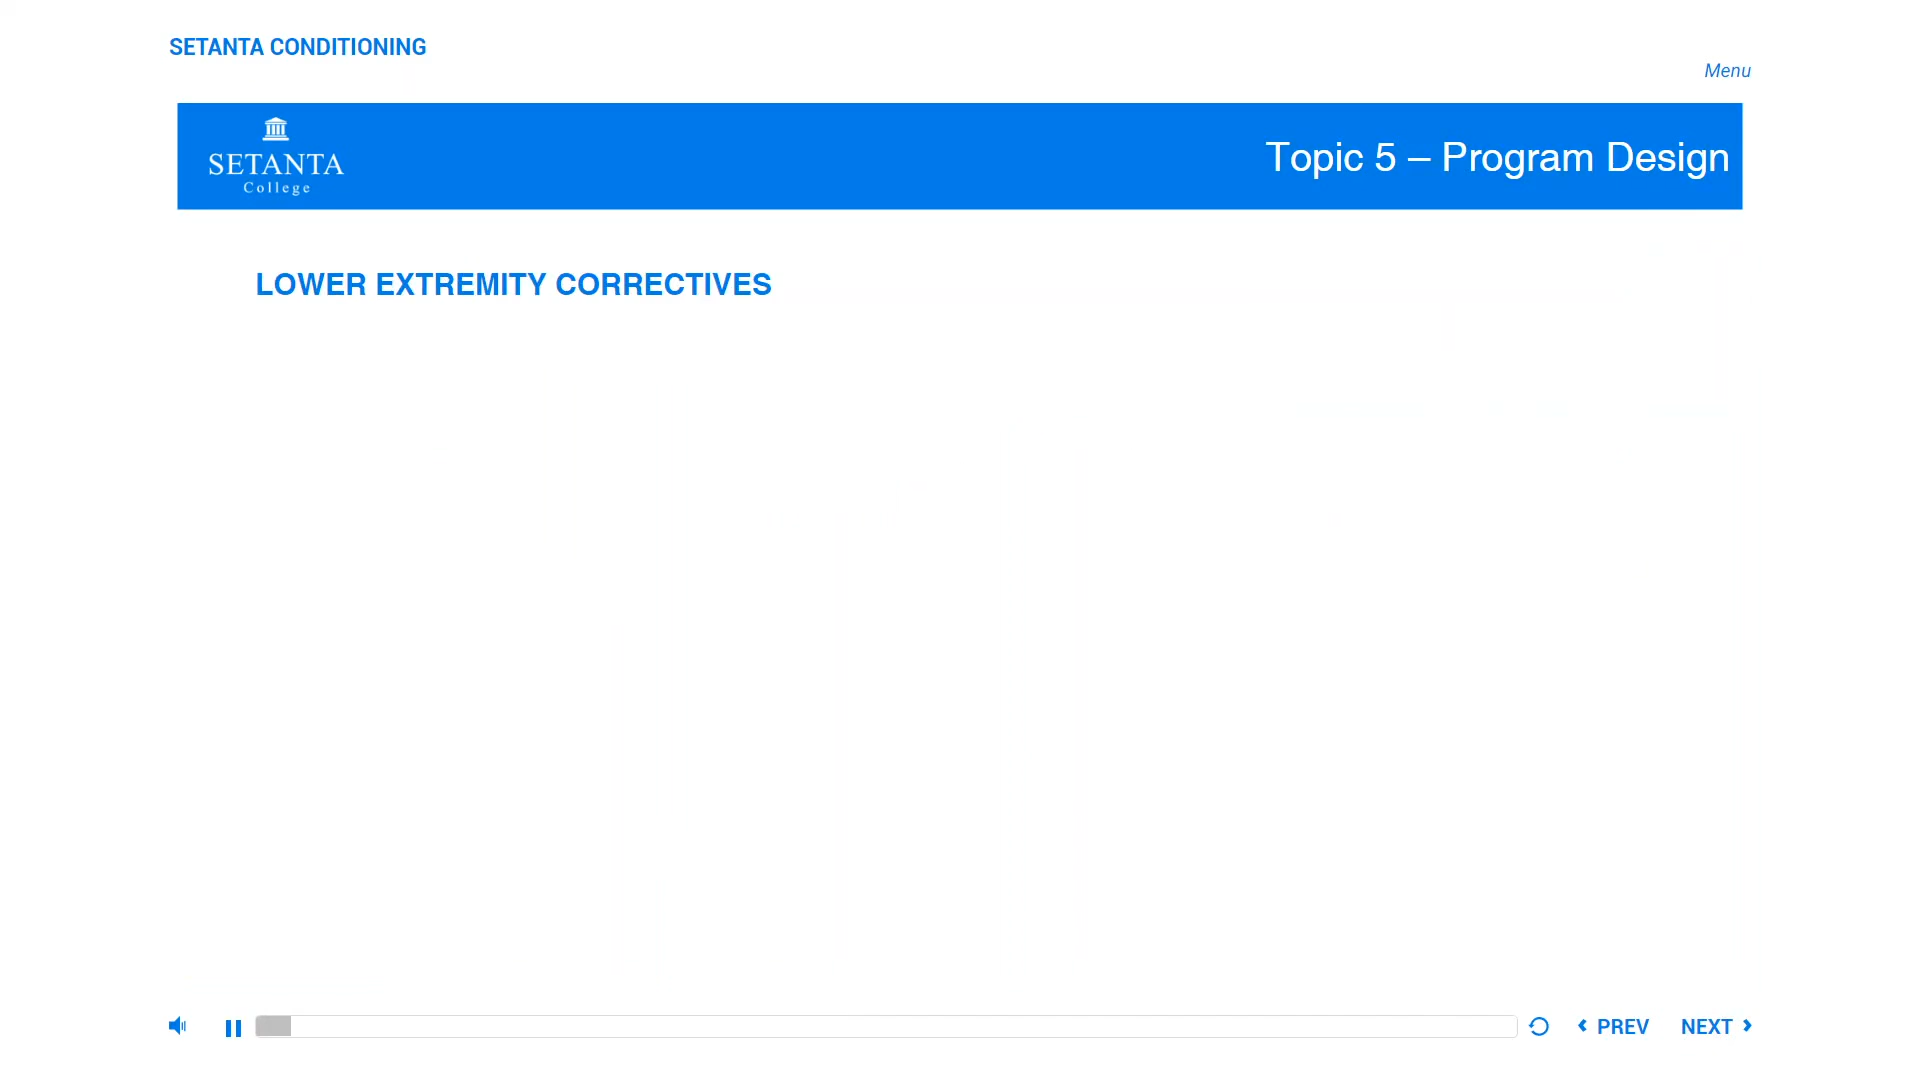 SETANTA CONDITIONING
Menu
SETANTA
College
Topic 5 – Program Design
LOWER EXTREMITY CORRECTIVES
PREV
NEXT